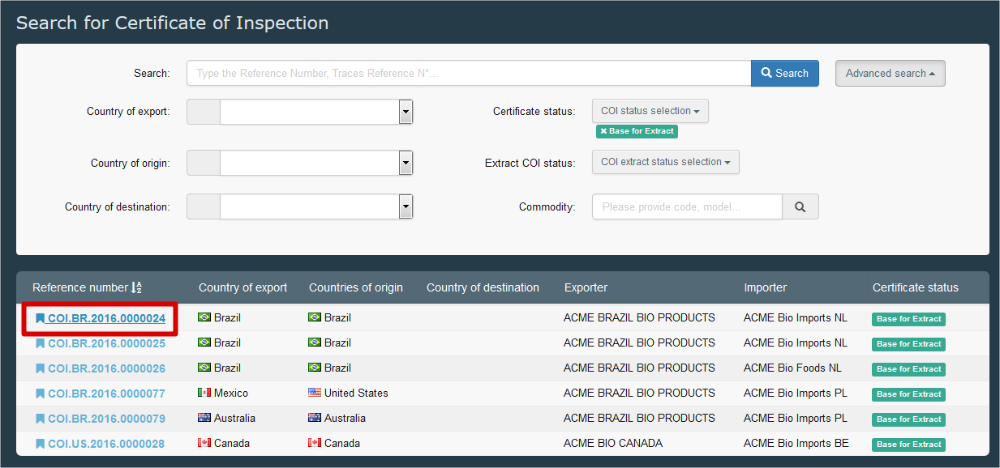 Search for Certificate of Inspection
Search: Type the Reference Number, Traces Reference N°... Search Advanced search
Country of export: Certificate status: COI status selection
Base for Extract
Country of origin: Extract COI status: COI extract status selection
Country of destination: Commodity: Please provide code, model...
Reference number Country of export Countries of origin Country of destination Exporter Importer Certificate status
COI.BR.2016.0000024 Brazil Brazil ACME BRAZIL BIO PRODUCTS ACME Bio Imports NL Base for Extract
COI.BR.2016.0000025 Brazil Brazil ACME BRAZIL BIO PRODUCTS ACME Bio Imports NL Base for Extract
COI.BR.2016.0000026 Brazil Brazil ACME BRAZIL BIO PRODUCTS ACME Bio Foods NL Base for Extract
COI.BR.2016.0000077 Mexico United States ACME BRAZIL BIO PRODUCTS ACME Bio Imports PL Base for Extract
COI.BR.2016.0000079 Australia Australia ACME BRAZIL BIO PRODUCTS ACME Bio Imports PL Base for Extract
COI.US.2016.0000028 Canada Canada ACME BIO CANADA ACME Bio Imports BE Base for Extract